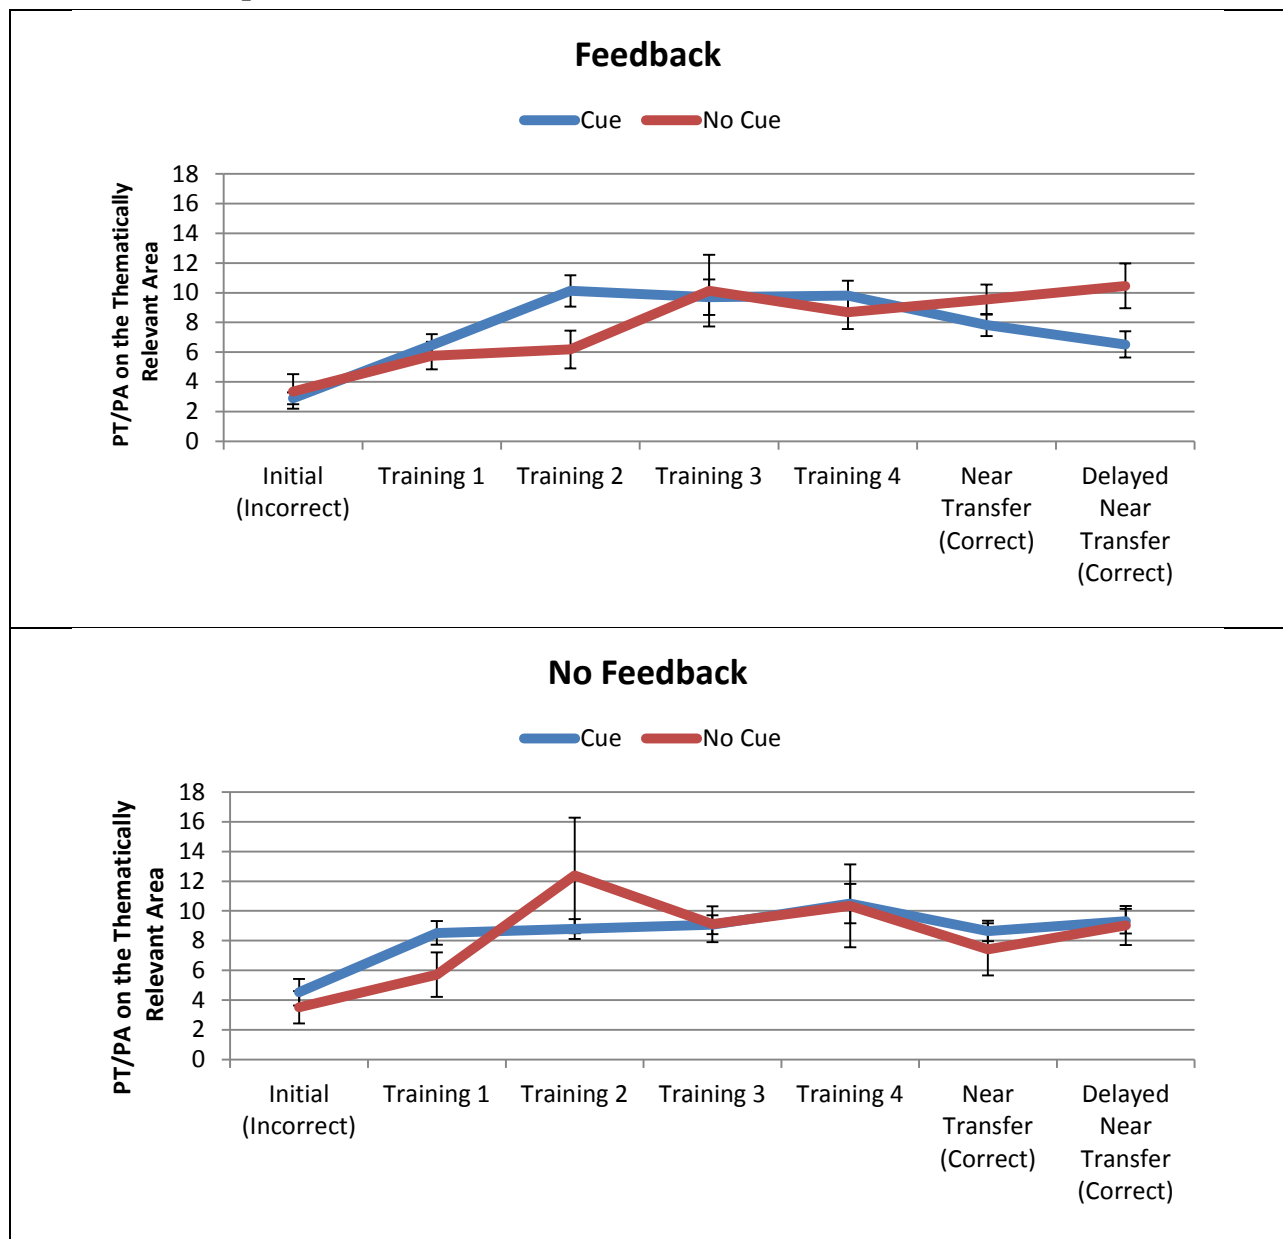 Feedback
Cue No Cue
PT/PA on the Thematically
Relevant Area
18
16
14
12
10
8
6
4
2
0
Initial
(Incorrect)
Training 1
Training 2
Training 3
Training 4
Near
Transfer
(Correct)
Delayed
Near
Transfer
(Correct)
No Feedback
Cue No Cue
PT/PA on the Thematically
Relevant Area
18
16
14
12
10
8
6
4
2
0
Initial
(Incorrect)
Training 1
Training 2
Training 3
Training 4
Near
Transfer
(Correct)
Delayed
Near
Transfer
(Correct)